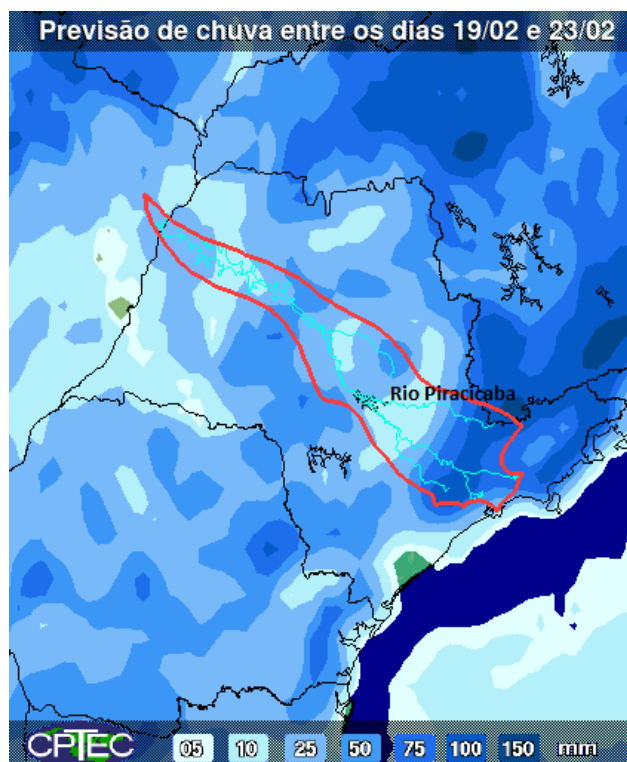 Previsão de chuva entre os dias 19/02 e 23/02
Rio Piracicaba
CPTEC 05 10 25 50 75 100 150 mm